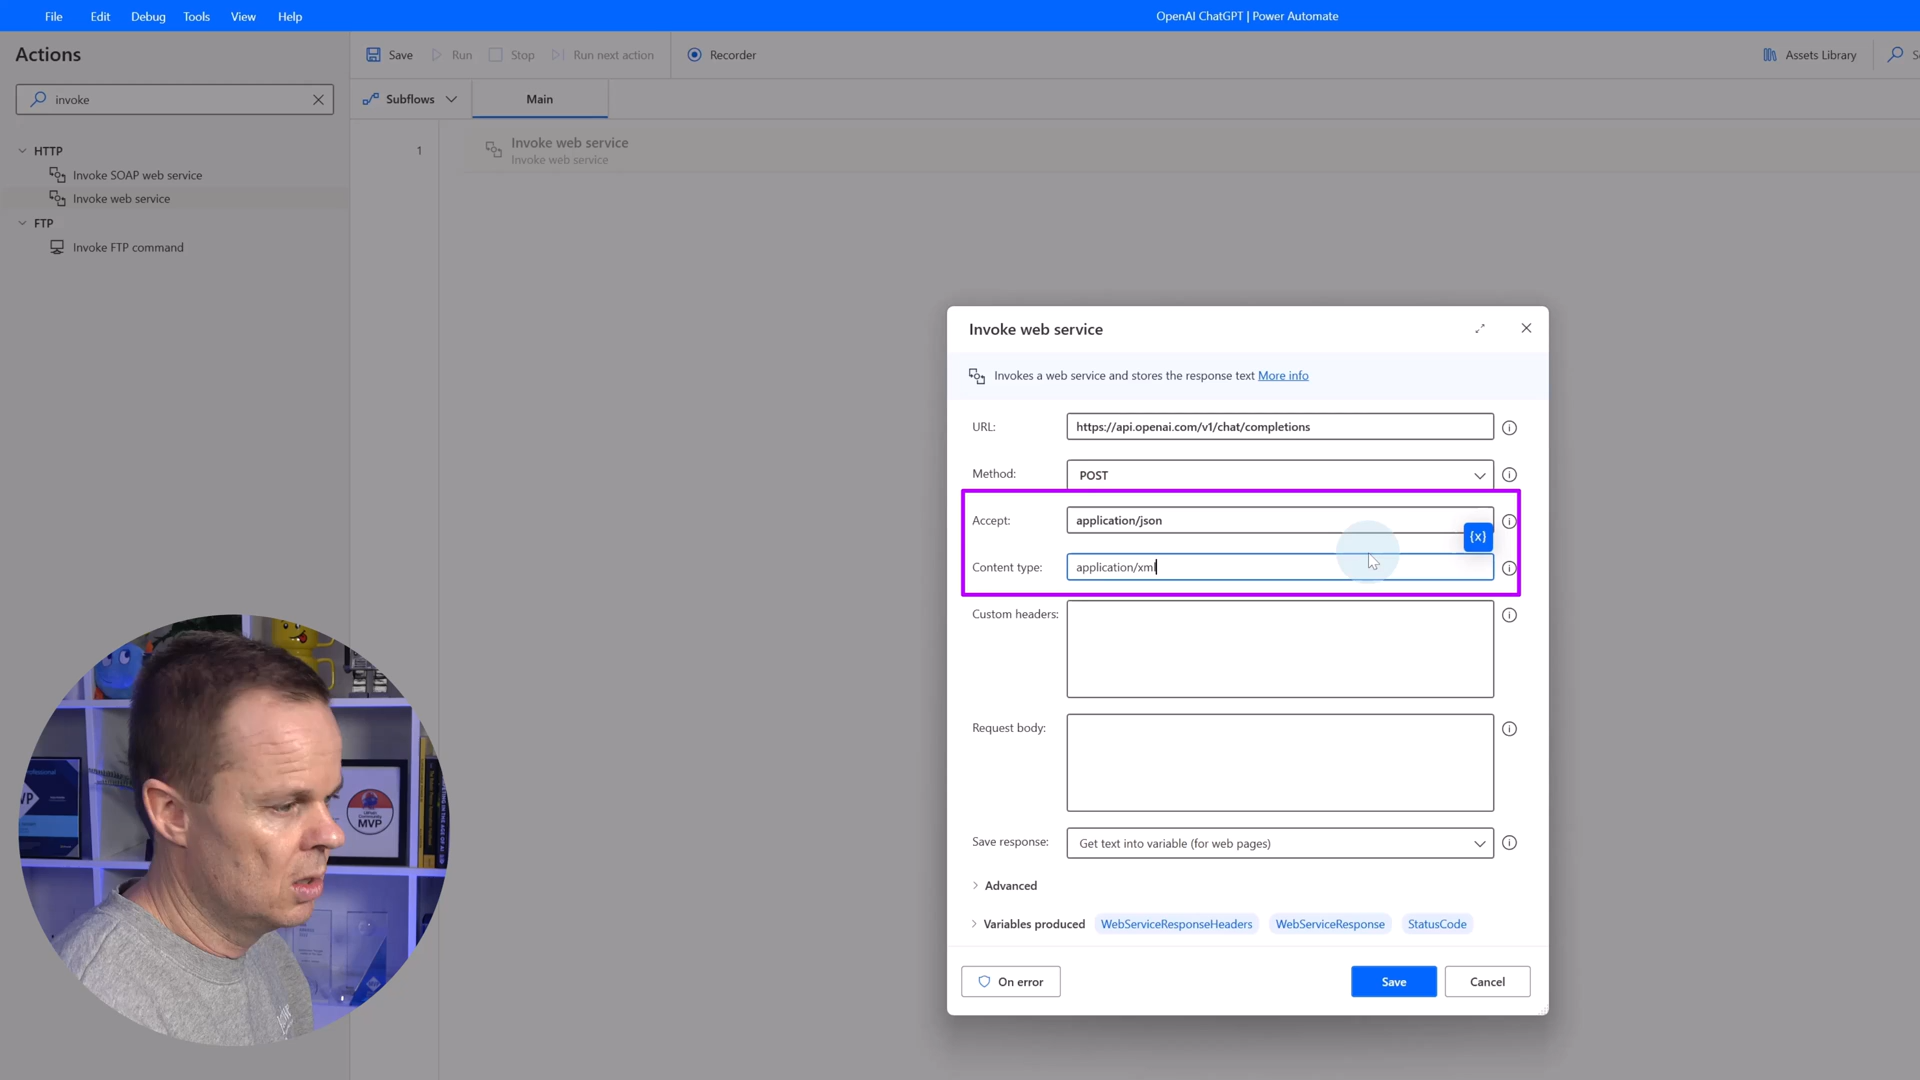 File Edit Debug Tools View Help
OpenAI ChatGPT | Power Automate
Actions
Save Run Stop Run next action Recorder
Assets Library
invoke
Subflows
Main
HTTP
Invoke SOAP web service
Invoke web service
FTP
Invoke FTP command
1
Invoke web service
Invoke web service
Invoke web service
Invokes a web service and stores the response text More info
URL: https://api.openai.com/v1/chat/completions
Method: POST
Accept: application/json
{x}
Content type: application/xml
Custom headers:
Request body:
Save response: Get text into variable (for web pages)
Advanced
Variables produced WebServiceResponseHeaders WebServiceResponse StatusCode
On error
Save
Cancel
MVP